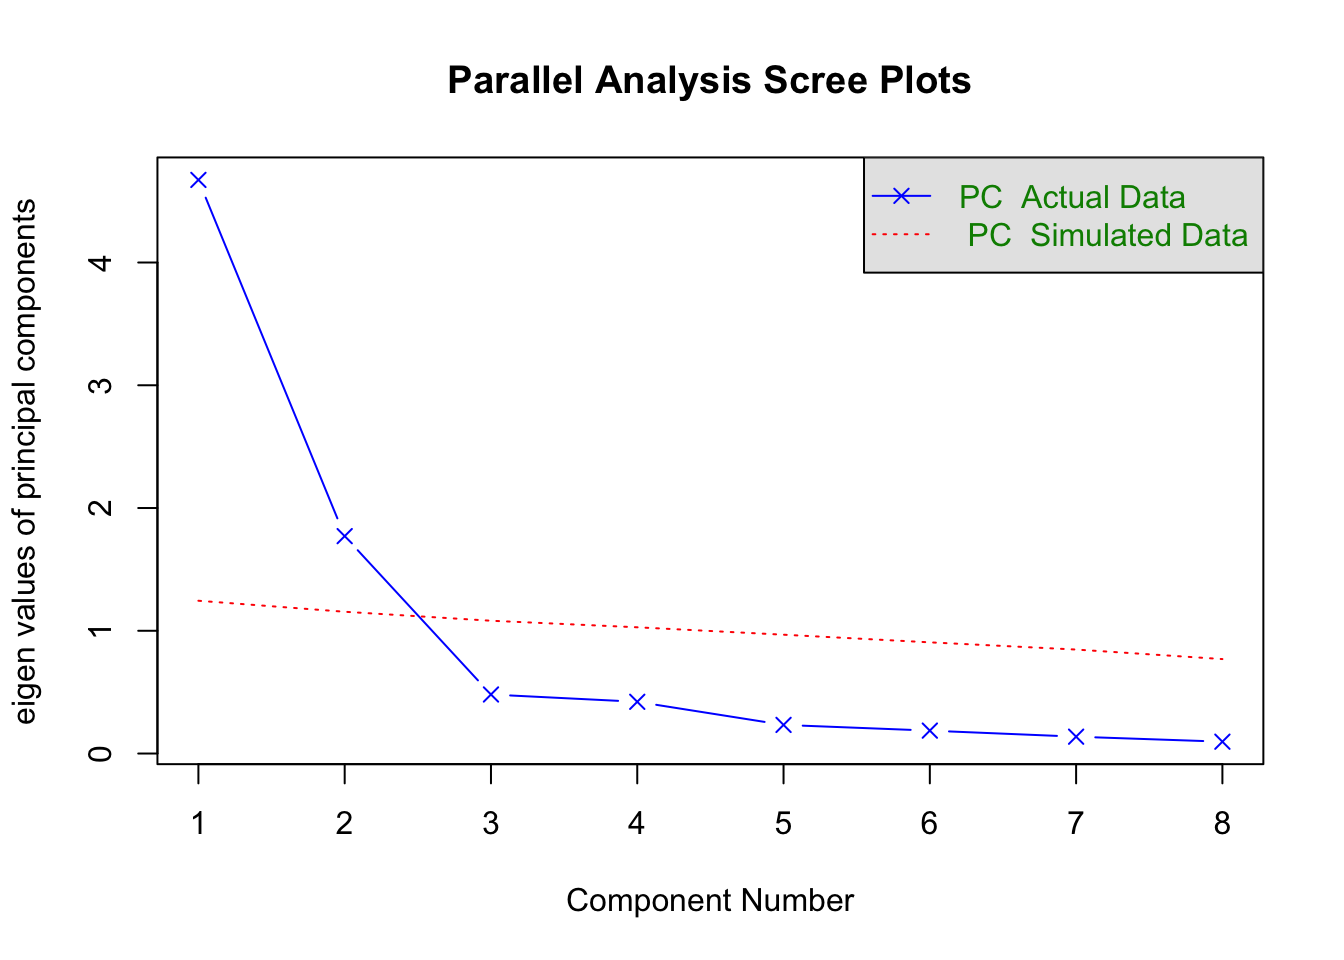 Parallel Analysis Scree Plots
PC Actual Data
PC Simulated Data
eigen values of principal components
4
3
2
1
0
1 2 3 4 5 6 7 8
Component Number